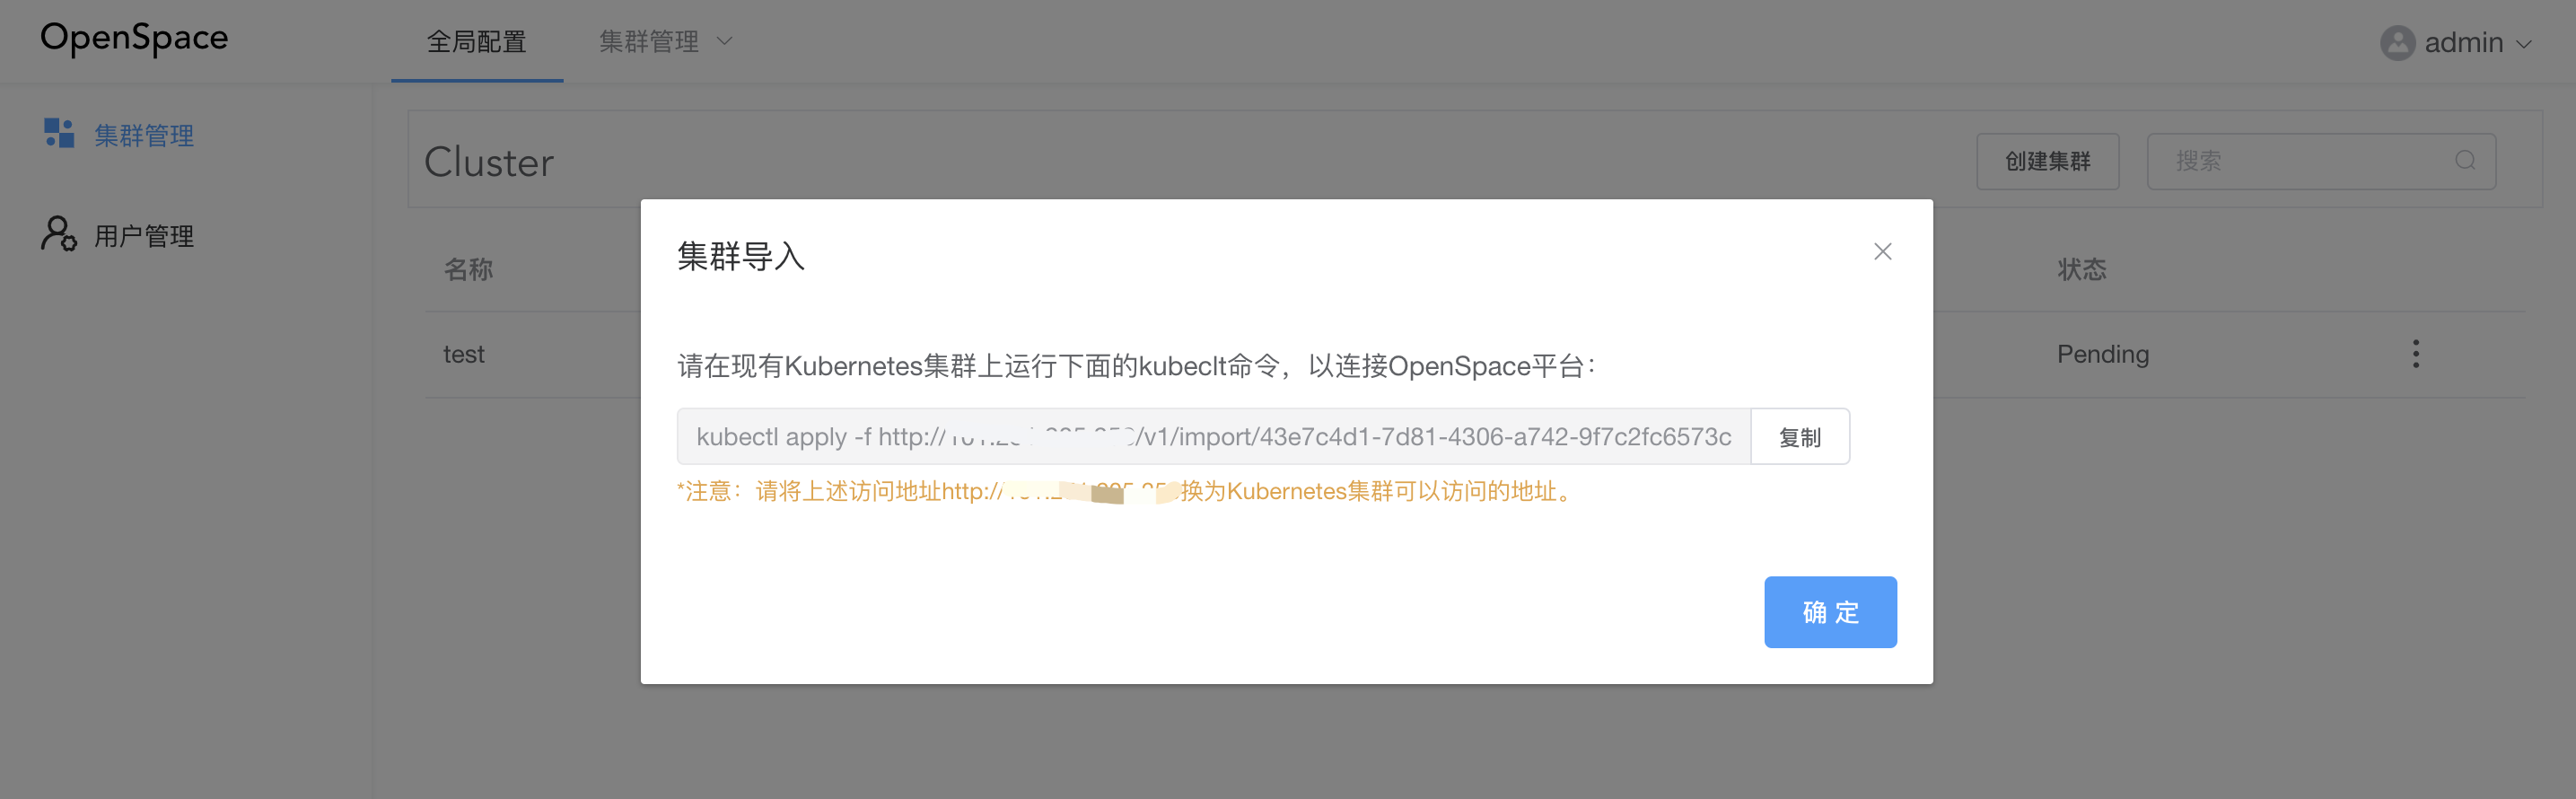 OpenSpace
全局配置
集群管理
admin
集群管理
用户管理
Cluster
创建集群
搜索
名称
状态
test
Pending
集群导入
请在现有Kubernetes集群上运行下面的kubeclt命令，以连接OpenSpace平台：
kubectl apply -f http:// /v1/import/43e7c4d1-7d81-4306-a742-9f7c2fc6573c
复制
*注意：请将上述访问地址http:// 换为Kubernetes集群可以访问的地址。
确 定